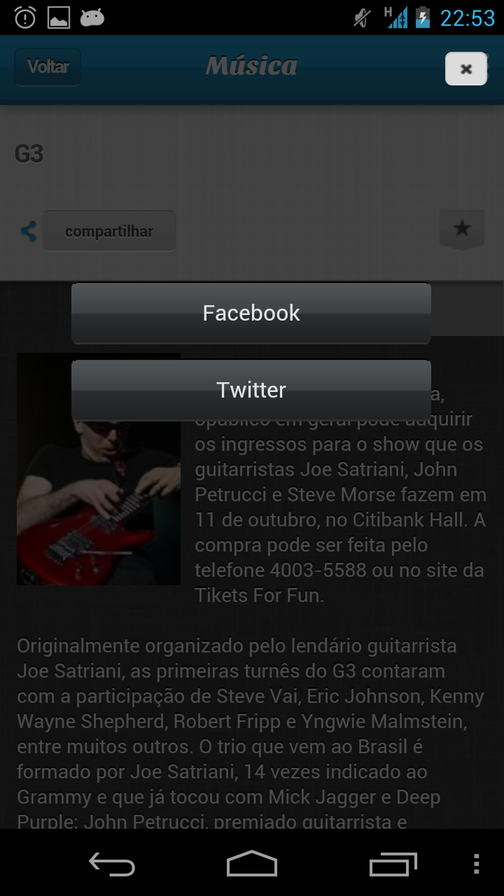 H 22:53
Voltar Música
G3
compartilhar
Facebook
Twitter
a,
opúblico em geral pode adquirir
os ingressos para o show que os
guitarristas Joe Satriani, John
Petrucci e Steve Morse fazem em
11 de outubro, no Citibank Hall. A
compra pode ser feita pelo
telefone 4003-5588 ou no site da
Tikets For Fun.
Originalmente organizado pelo lendário guitarrista
Joe Satriani, as primeiras turnês do G3 contaram
com a participação de Steve Vai, Eric Johnson, Kenny
Wayne Shepherd, Robert Fripp e Yngwie Malmstein,
entre muitos outros. O trio que vem ao Brasil é
formado por Joe Satriani, 14 vezes indicado ao
Grammy e que já tocou com Mick Jagger e Deep
Purple; John Petrucci, premiado guitarrista e